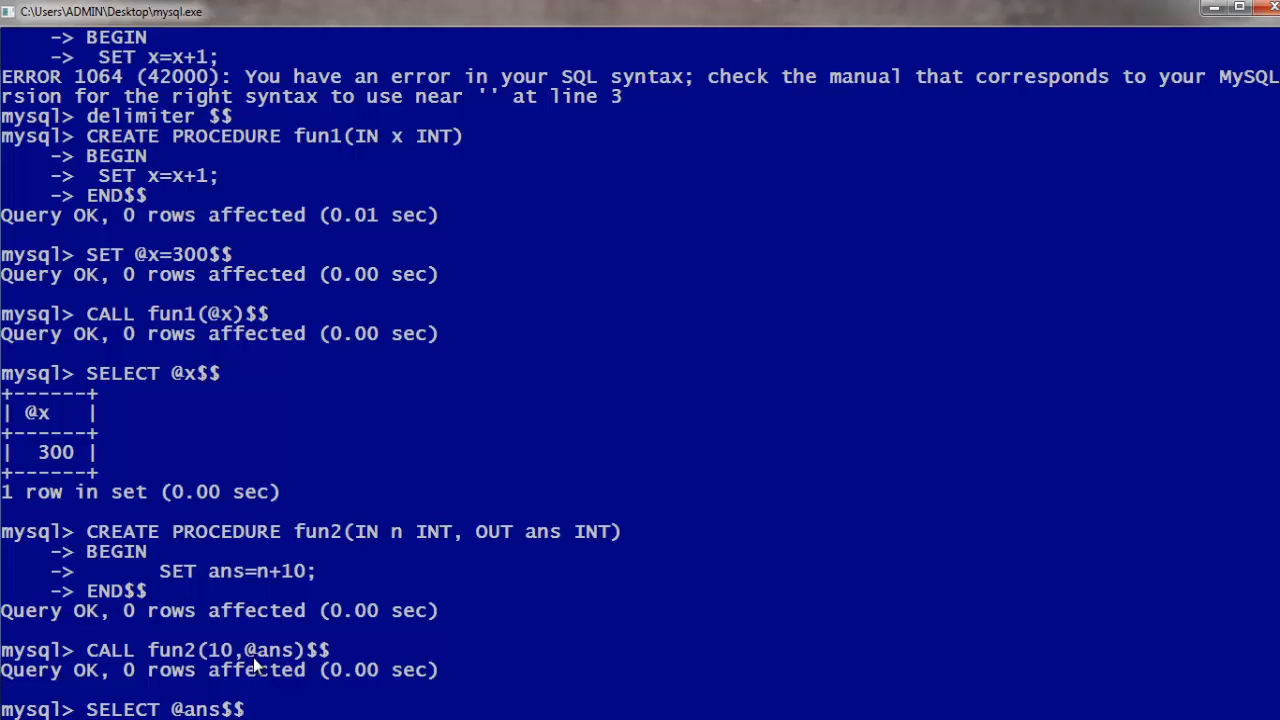 C:\Users\ADMIN\Desktop\mysql.exe
-> BEGIN
->  SET x=x+1;
ERROR 1064 (42000): You have an error in your SQL syntax; check the manual that corresponds to your MySQL
rsion for the right syntax to use near '' at line 3
mysql> delimiter $$
mysql> CREATE PROCEDURE fun1(IN x INT)
-> BEGIN
->  SET x=x+1;
-> END$$
Query OK, 0 rows affected (0.01 sec)
mysql> SET @x=300$$
Query OK, 0 rows affected (0.00 sec)
mysql> CALL fun1(@x)$$
Query OK, 0 rows affected (0.00 sec)
mysql> SELECT @x$$
+------+
| @x   |
+------+
|  300 |
+------+
1 row in set (0.00 sec)
mysql> CREATE PROCEDURE fun2(IN n INT, OUT ans INT)
-> BEGIN
->       SET ans=n+10;
-> END$$
Query OK, 0 rows affected (0.00 sec)
mysql> CALL fun2(10,@ans)$$
Query OK, 0 rows affected (0.00 sec)
mysql> SELECT @ans$$